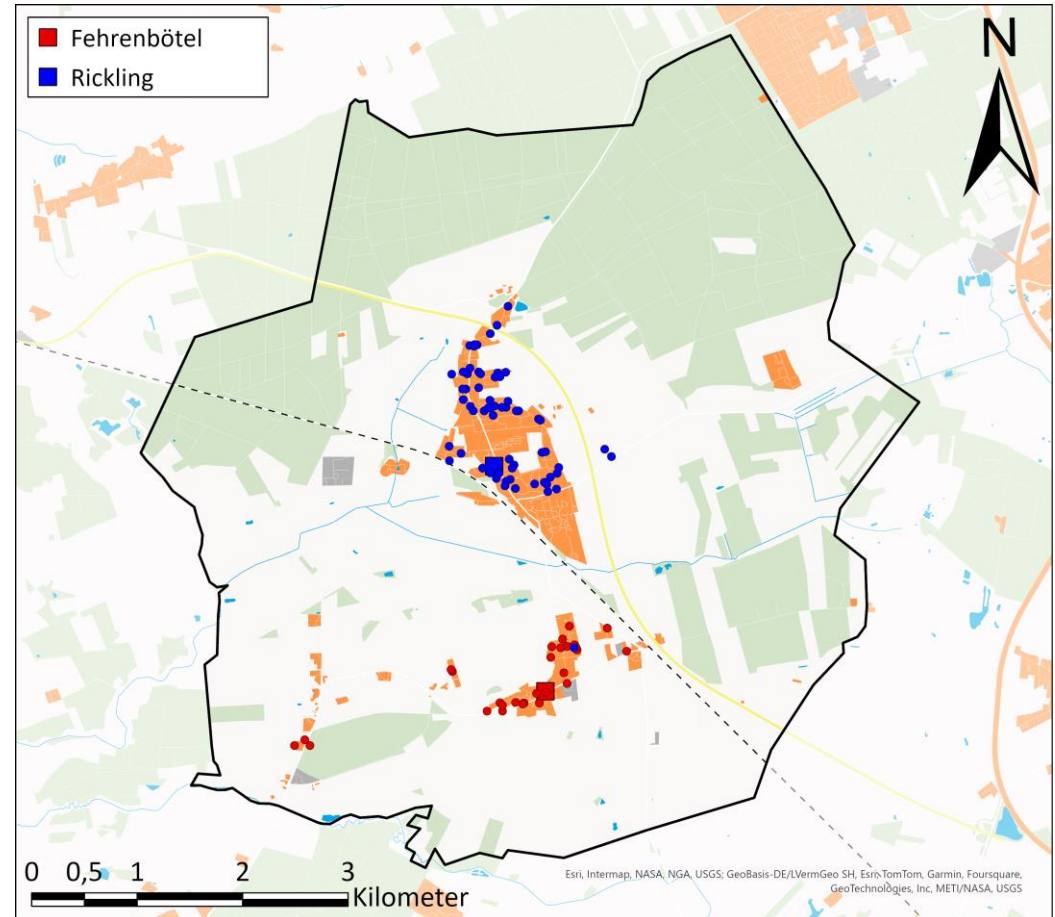 Fehrenbötel
Rickling
N
0 0,5 1 2 3
Kilometer
Esri, Intermap, NASA, NGA, USGS; GeoBasis-DE/LVermGeo SH, Esri, TomTom, Garmin, Foursquare,
GeoTechnologies, Inc, METI/NASA, USGS